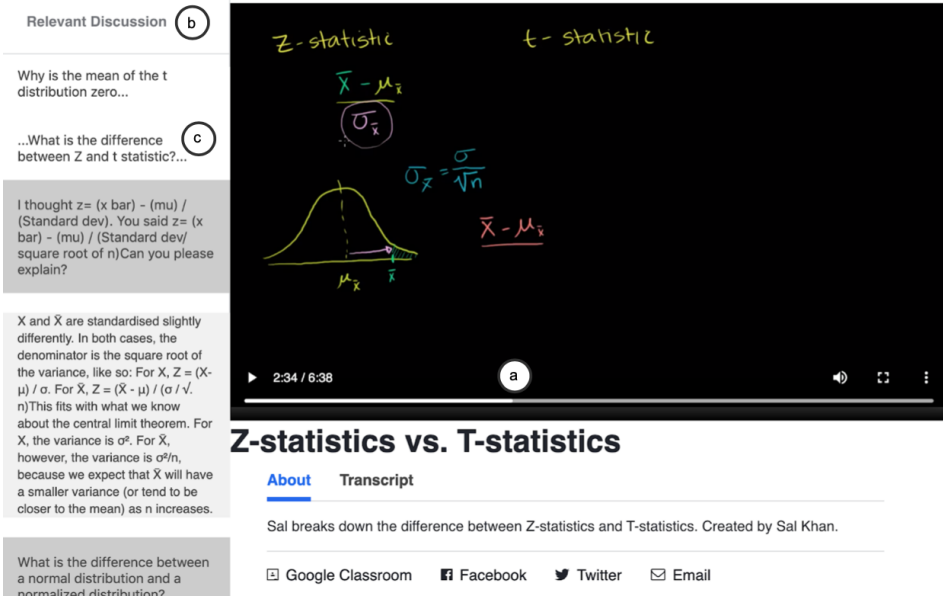 Relevant Discussion
b
Why is the mean of the t
distribution zero...
...What is the difference
between Z and t statistic?...
c
I thought z= (x bar) - (mu) /
(Standard dev). You said z= (x
bar) - (mu) / (Standard dev/
square root of n)Can you please
explain?
X and X̄ are standardised slightly
differently. In both cases, the
denominator is the square root of
the variance, like so: For X, Z = (X-
μ) / σ. For X̄, Z = (X̄ - μ) / (σ / √.
n)This fits with what we know
about the central limit theorem. For
X, the variance is σ². For X̄,
however, the variance is σ²/n,
because we expect that X̄ will have
a smaller variance (or tend to be
closer to the mean) as n increases.
What is the difference between
a normal distribution and a
normalized distribution?
Z-statistic
t-statistic
x̄ - μx̄
σx̄
σx̄ = σ/√n
x̄ - μx̄
μx̄
x̄
2:34 / 6:38
a
Z-statistics vs. T-statistics
About
Transcript
Sal breaks down the difference between Z-statistics and T-statistics. Created by Sal Khan.
Google Classroom
Facebook
Twitter
Email